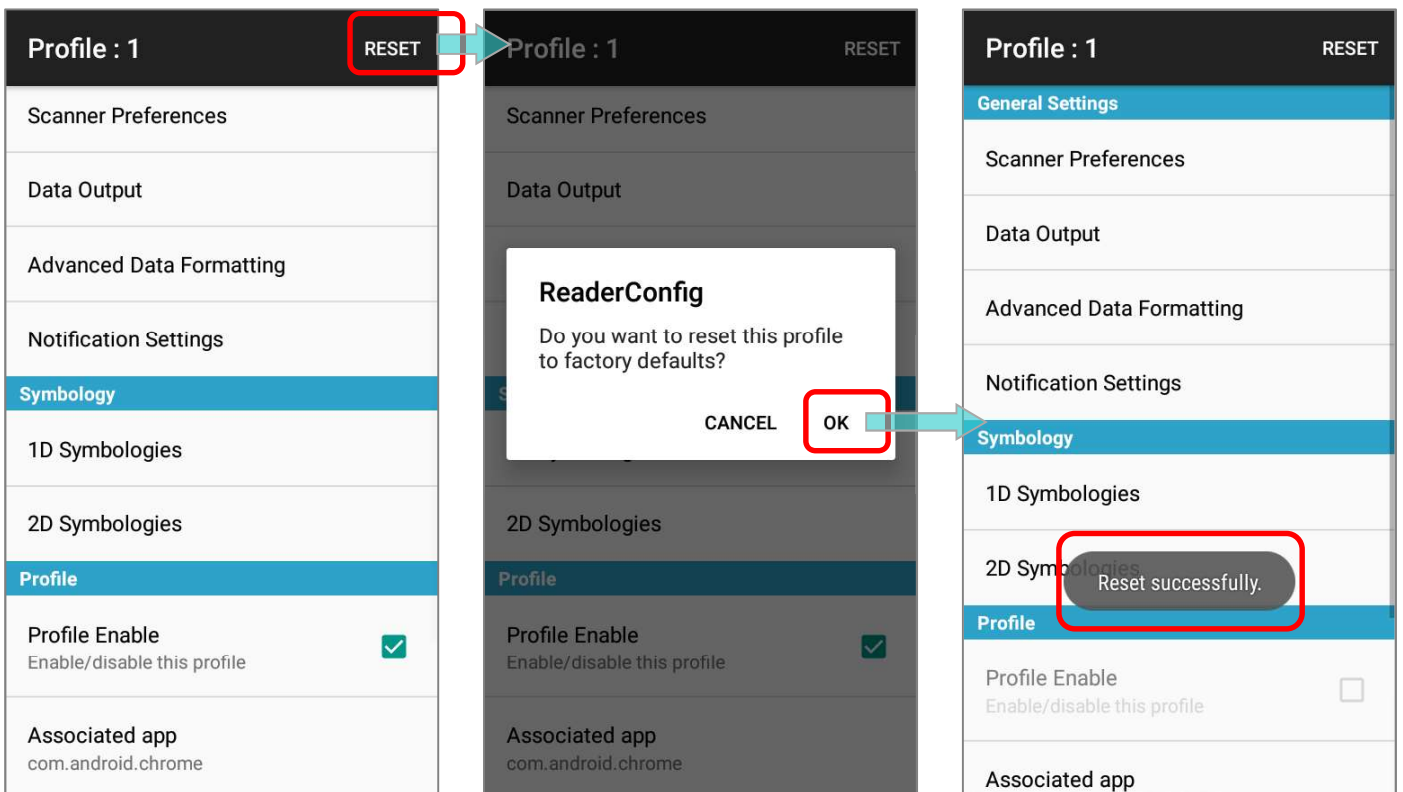 Profile : 1
RESET
Scanner Preferences
Data Output
Advanced Data Formatting
Notification Settings
Symbology
1D Symbologies
2D Symbologies
Profile
Profile Enable
Enable/disable this profile
Associated app
com.android.chrome
Profile : 1
RESET
Scanner Preferences
Data Output
ReaderConfig
Do you want to reset this profile
to factory defaults?
CANCEL
OK
2D Symbologies
Profile
Profile Enable
Enable/disable this profile
Associated app
com.android.chrome
Profile : 1
RESET
General Settings
Scanner Preferences
Data Output
Advanced Data Formatting
Notification Settings
Symbology
1D Symbologies
2D Symbologies
Reset successfully.
Profile
Profile Enable
Enable/disable this profile
Associated app